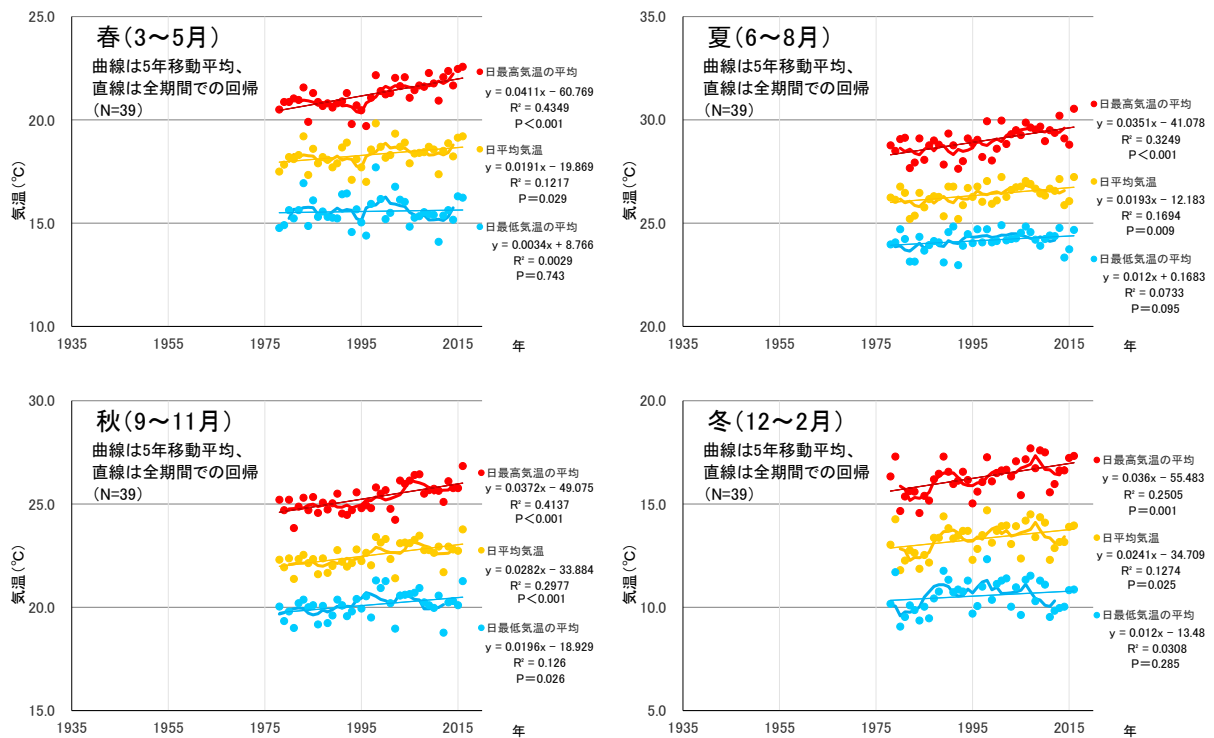 春(3～5月)
曲線は5年移動平均、
直線は全期間での回帰
(N=39)
25.0
20.0
15.0
10.0
気温(℃)
1935
1955
1975
1995
2015
年
日最高気温の平均
y = 0.0411x − 60.769
R² = 0.4349
P＜0.001
日平均気温
y = 0.0191x − 19.869
R² = 0.1217
P＝0.029
日最低気温の平均
y = 0.0034x + 8.766
R² = 0.0029
P＝0.743
夏(6～8月)
曲線は5年移動平均、
直線は全期間での回帰
(N=39)
35.0
30.0
25.0
20.0
気温(℃)
1935
1955
1975
1995
2015
年
日最高気温の平均
y = 0.0351x − 41.078
R² = 0.3249
P＜0.001
日平均気温
y = 0.0193x − 12.183
R² = 0.1694
P＝0.009
日最低気温の平均
y = 0.012x + 0.1683
R² = 0.0733
P＝0.095
秋(9～11月)
曲線は5年移動平均、
直線は全期間での回帰
(N=39)
30.0
25.0
20.0
15.0
気温(℃)
1935
1955
1975
1995
2015
年
日最高気温の平均
y = 0.0372x − 49.075
R² = 0.4137
P＜0.001
日平均気温
y = 0.0282x − 33.884
R² = 0.2977
P＜0.001
日最低気温の平均
y = 0.0196x − 18.929
R² = 0.126
P＝0.026
冬(12～2月)
曲線は5年移動平均、
直線は全期間での回帰
(N=39)
20.0
15.0
10.0
5.0
気温(℃)
1935
1955
1975
1995
2015
年
日最高気温の平均
y = 0.036x − 55.483
R² = 0.2505
P＝0.001
日平均気温
y = 0.0241x − 34.709
R² = 0.1274
P＝0.025
日最低気温の平均
y = 0.012x − 13.48
R² = 0.0308
P＝0.285